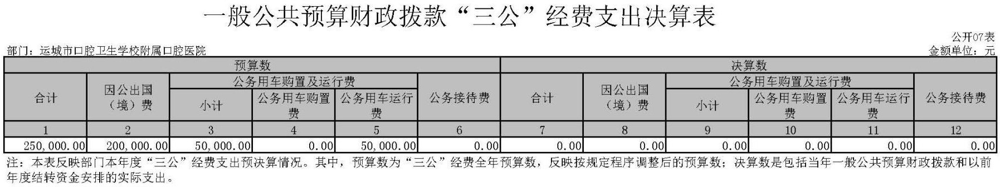 一般公共预算财政拨款“三公”经费支出决算表
公开07表
部门：运城市口腔卫生学校附属口腔医院 金额单位：元
预算数 决算数
合计 因公出国（境）费 公务用车购置及运行费 公务接待费 合计 因公出国（境）费 公务用车购置及运行费 公务接待费
小计 公务用车购置费 公务用车运行费 小计 公务用车购置费 公务用车运行费
1 2 3 4 5 6 7 8 9 10 11 12
250,000.00 200,000.00 50,000.00 0.00 50,000.00 0.00 0.00 0.00 0.00 0.00 0.00 0.00
注：本表反映部门本年度“三公”经费支出预决算情况。其中，预算数为“三公”经费全年预算数，反映按规定程序调整后的预算数；决算数是包括当年一般公共预算财政拨款和以前
年度结转资金安排的实际支出。